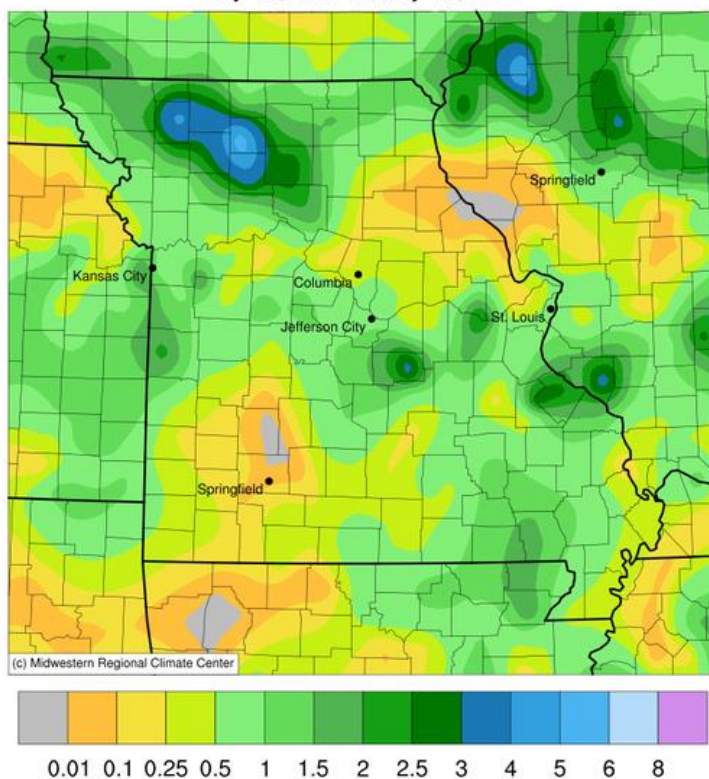 Springfield
Kansas City
Columbia
Jefferson City
St. Louis
Springfield
(c) Midwestern Regional Climate Center
0.01 0.1 0.25 0.5 1 1.5 2 2.5 3 4 5 6 8